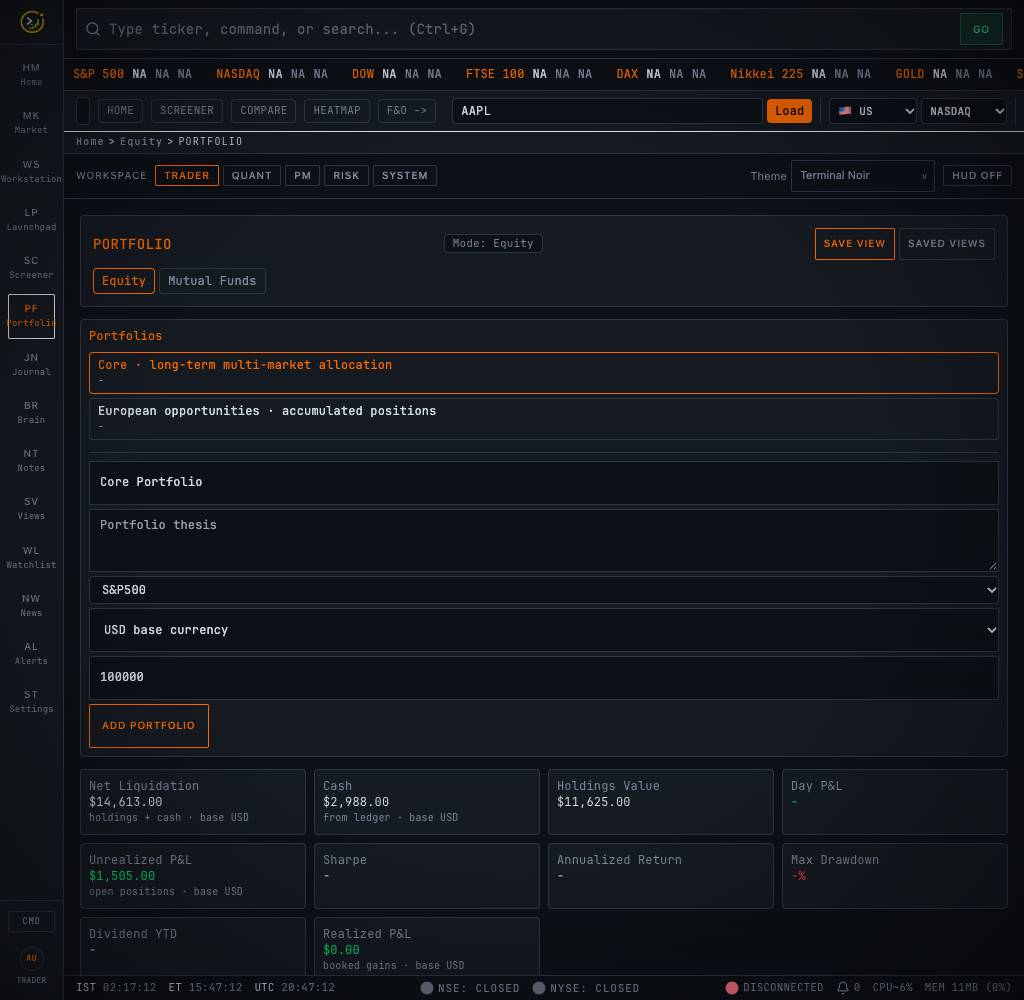 Type ticker, command, or search... (Ctrl+G)
GO
S&P 500 NA NA NA NASDAQ NA NA NA DOW NA NA NA FTSE 100 NA NA NA DAX NA NA NA Nikkei 225 NA NA NA GOLD NA NA NA S
HOME SCREENER COMPARE HEATMAP F&O -> AAPL Load 🇺🇸 US NASDAQ
Home > Equity > PORTFOLIO
WORKSPACE TRADER QUANT PM RISK SYSTEM Theme Terminal Noir v HUD OFF
HM
Home
MK
Market
WS
Workstation
LP
Launchpad
SC
Screener
PF
Portfolio
JN
Journal
BR
Brain
NT
Notes
SV
Views
WL
Watchlist
NW
News
AL
Alerts
ST
Settings
CMD
AU
TRADER
PORTFOLIO
Mode: Equity
SAVE VIEW SAVED VIEWS
Equity Mutual Funds
Portfolios
Core · long-term multi-market allocation
-
European opportunities · accumulated positions
-
Core Portfolio
Portfolio thesis
S&P500
USD base currency
100000
ADD PORTFOLIO
Net Liquidation
$14,613.00
holdings + cash · base USD
Cash
$2,988.00
from ledger · base USD
Holdings Value
$11,625.00
Day P&L
-
Unrealized P&L
$1,505.00
open positions · base USD
Sharpe
-
Annualized Return
-
Max Drawdown
-%
Dividend YTD
-
Realized P&L
$0.00
booked gains · base USD
IST 02:17:12 ET 15:47:12 UTC 20:47:12 NSE: CLOSED NYSE: CLOSED DISCONNECTED 0 CPU~6% MEM 11MB (0%)